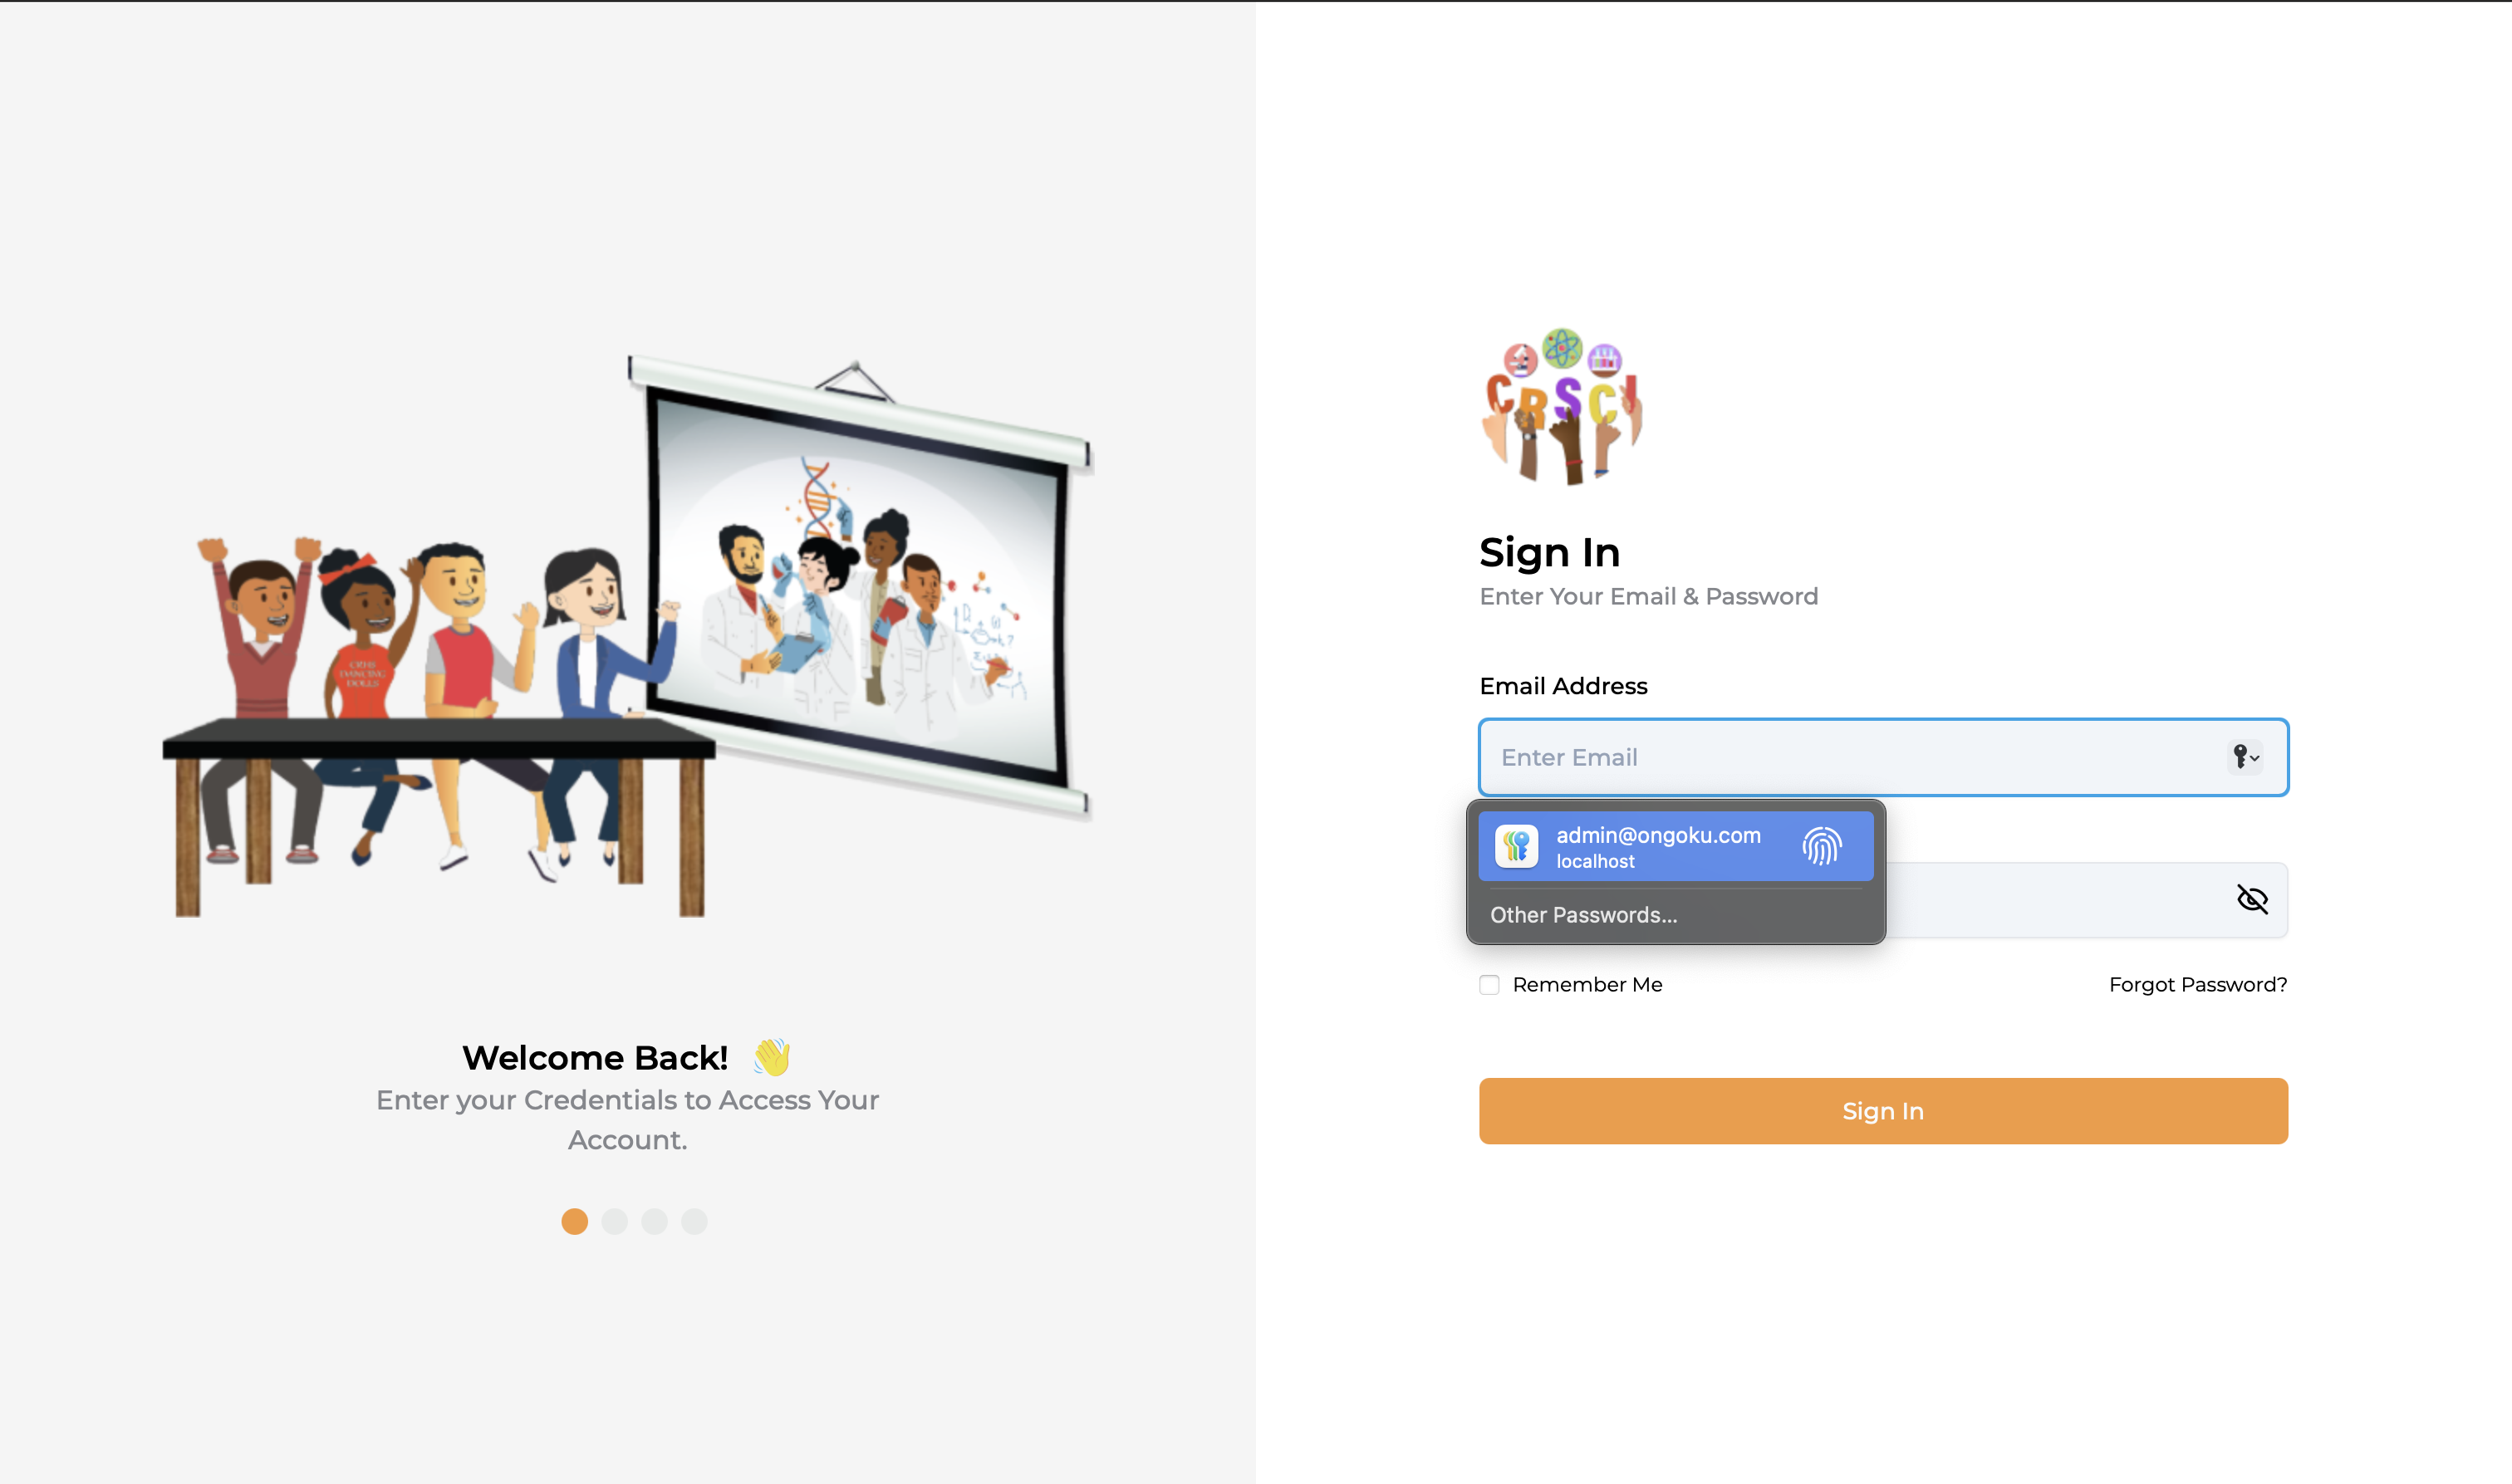 Welcome Back! 👋
Enter your Credentials to Access Your
Account.
CRSCI
Sign In
Enter Your Email & Password
Email Address
Enter Email
admin@ongoku.com
localhost
Other Passwords...
Remember Me
Forgot Password?
Sign In